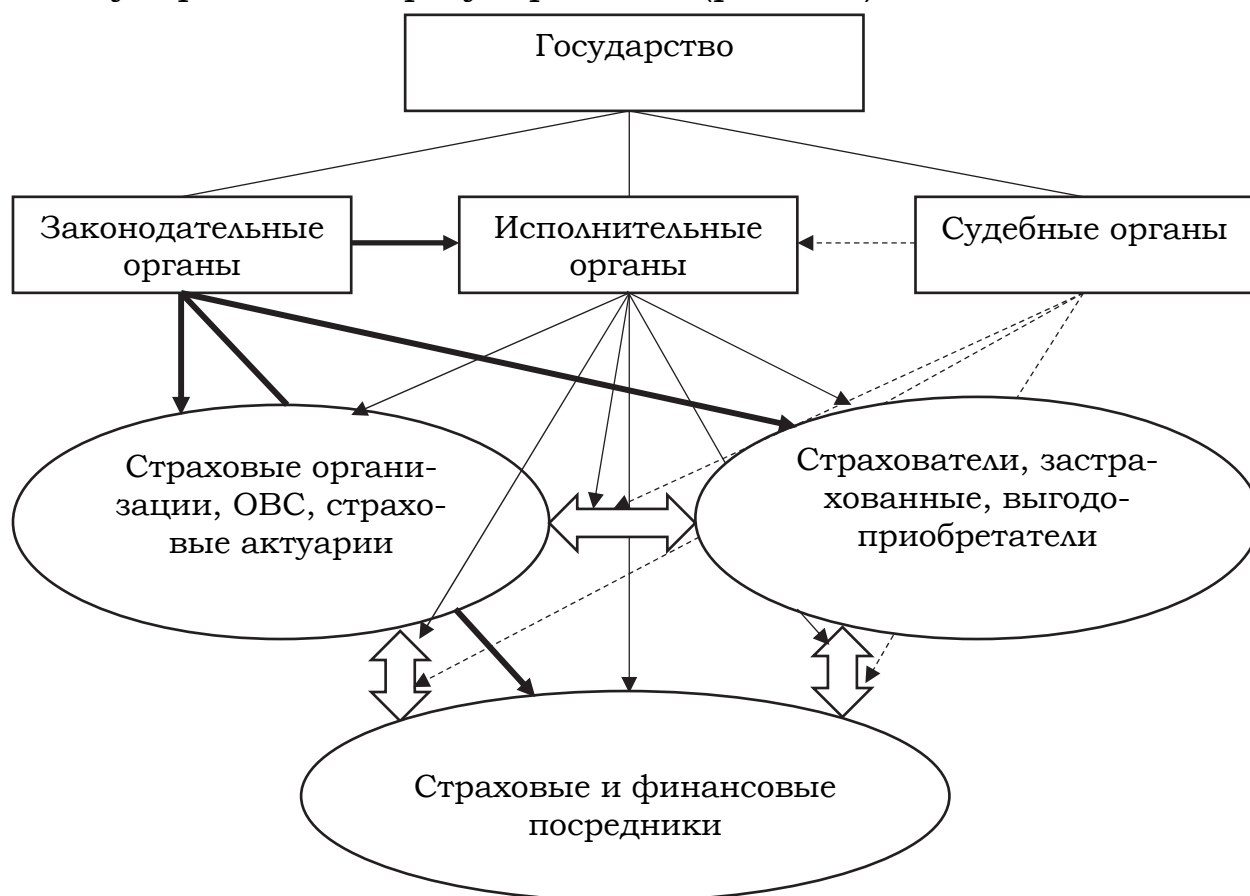 Государство
Законодательные
органы
Исполнительные
органы
Судебные органы
Страховые органи-
зации, ОВС, страхо-
вые актуарии
Страхователи, застра-
хованные, выгодо-
приобретатели
Страховые и финансовые
посредники